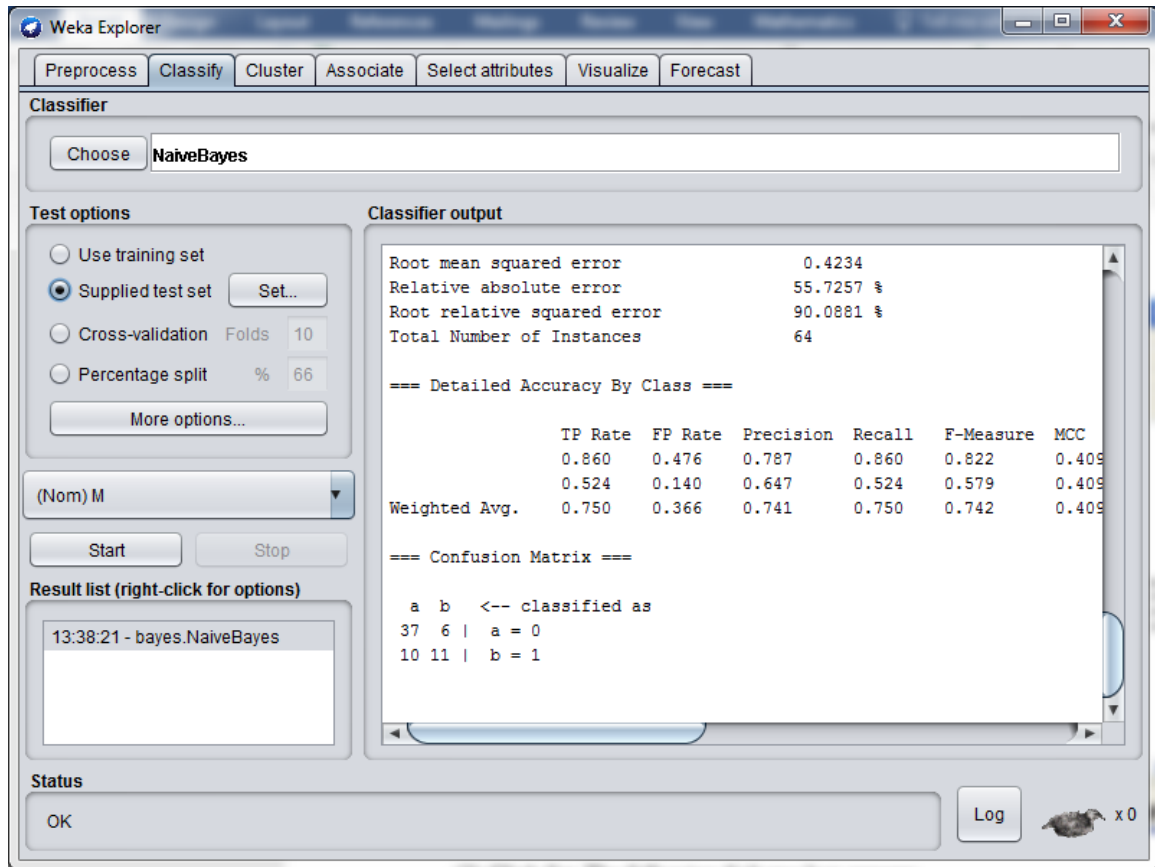 Weka Explorer
Preprocess Classify Cluster Associate Select attributes Visualize Forecast
Classifier
Choose NaiveBayes
Test options
Use training set
Supplied test set Set...
Cross-validation Folds 10
Percentage split % 66
More options...
(Nom) M
Start Stop
Result list (right-click for options)
13:38:21 - bayes.NaiveBayes
Classifier output
Root mean squared error 0.4234
Relative absolute error 55.7257 %
Root relative squared error 90.0881 %
Total Number of Instances 64
=== Detailed Accuracy By Class ===
TP Rate FP Rate Precision Recall F-Measure MCC
0.860 0.476 0.787 0.860 0.822 0.409
0.524 0.140 0.647 0.524 0.579 0.409
Weighted Avg. 0.750 0.366 0.741 0.750 0.742 0.409
=== Confusion Matrix ===
a b <-- classified as
37 6 | a = 0
10 11 | b = 1
Status
OK
Log
x 0